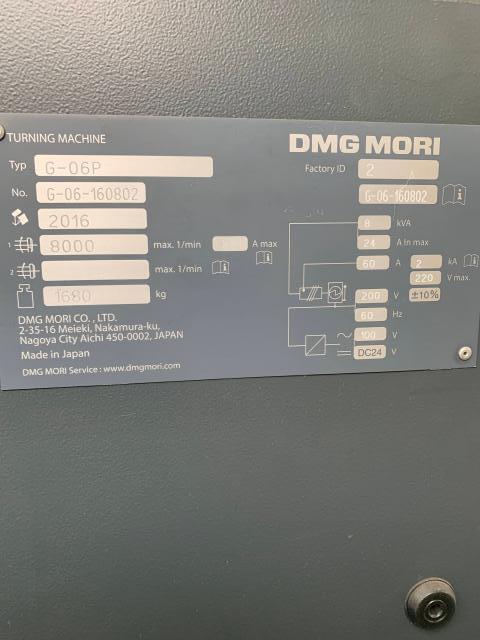 TURNING MACHINE
DMG MORI
Typ G-06P
Factory ID 2
No. G-06-160802
G-06-160802
2016
8 kVA
1 8000 max. 1/min A max
24 A In max
2 max. 1/min
60 A 2 kA
220 V max.
1680 kg
200 V ±10%
60 Hz
100 V
DC24 V
DMG MORI CO., LTD.
2-35-16 Meieki, Nakamura-ku,
Nagoya City Aichi 450-0002, JAPAN
Made in Japan
DMG MORI Service : www.dmgmori.com